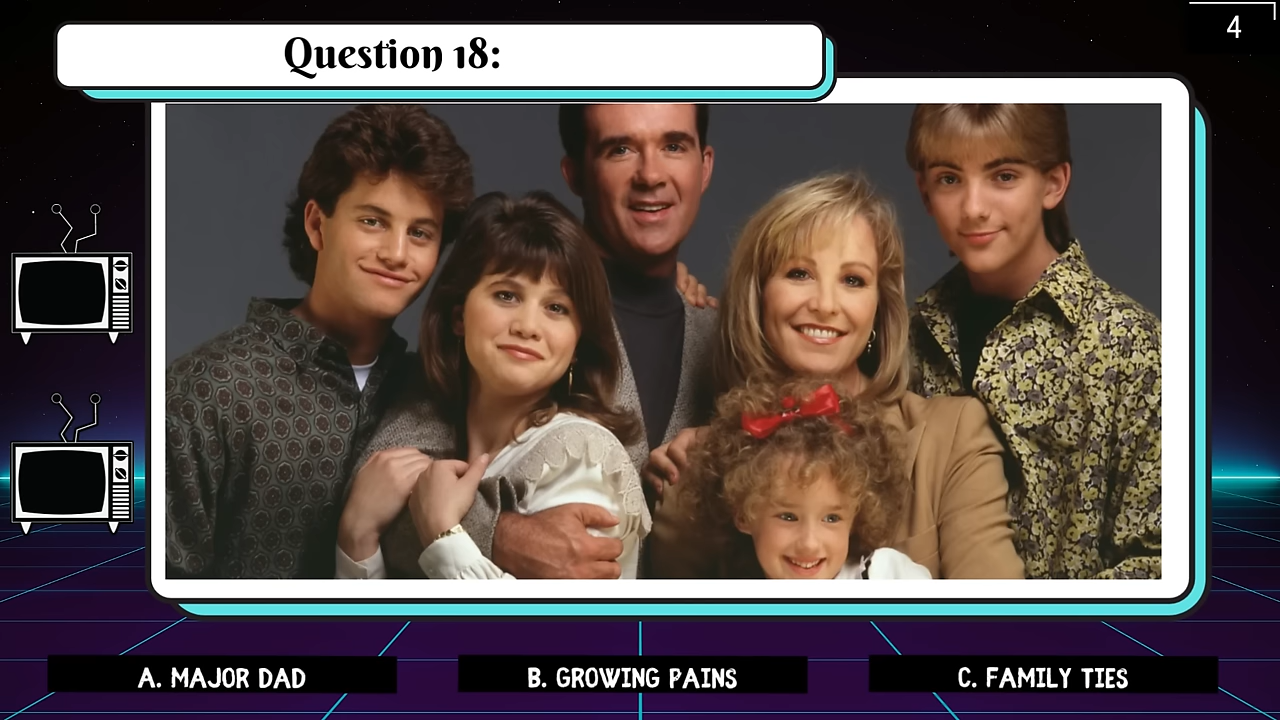 Question 18:
4
A. MAJOR DAD
B. GROWING PAINS
C. FAMILY TIES